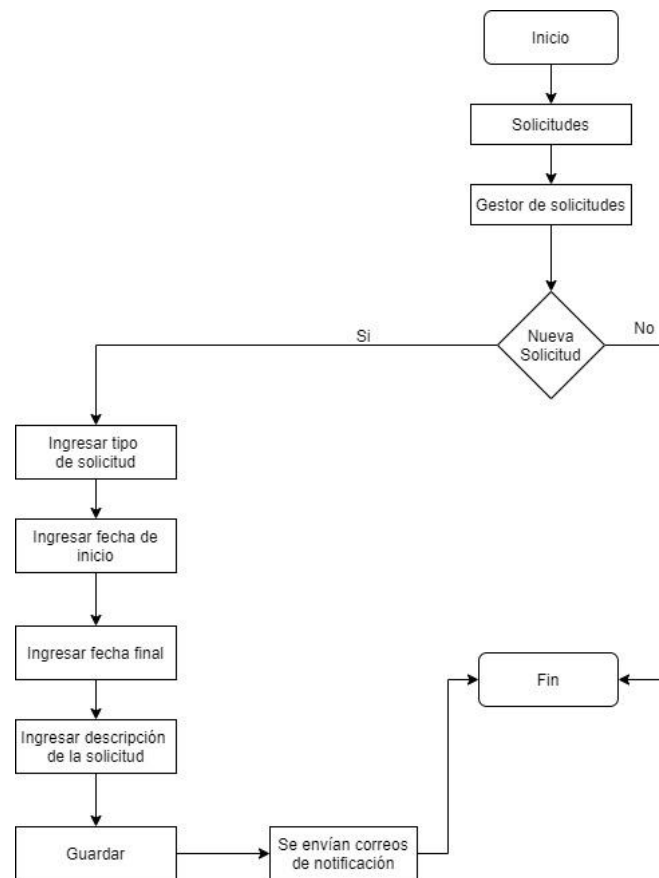 Inicio
Solicitudes
Gestor de solicitudes
Nueva
Solicitud
Si
No
Ingresar tipo
de solicitud
Ingresar fecha de
inicio
Ingresar fecha final
Ingresar descripción
de la solicitud
Guardar
Se envían correos
de notificación
Fin